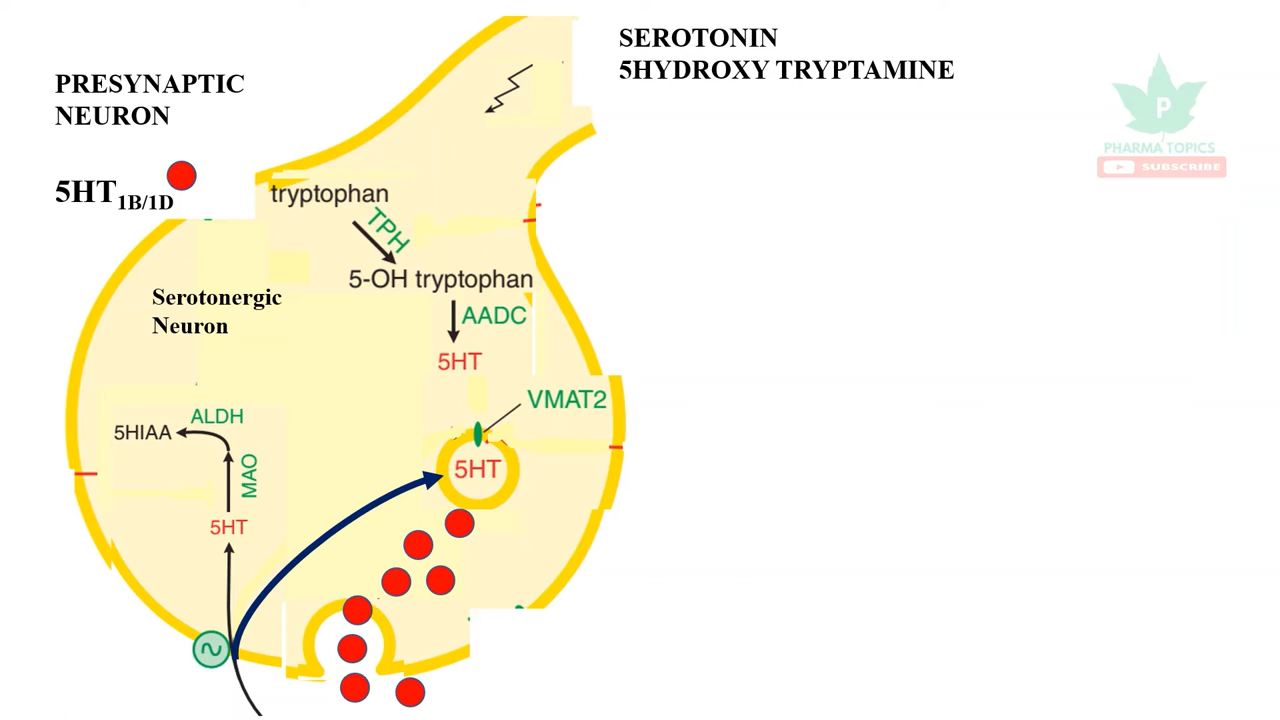 SEROTONIN
5HYDROXY TRYPTAMINE
PRESYNAPTIC
NEURON
P
PHARMA TOPICS
SUBSCRIBE
5HT1B/1D
tryptophan
TPH
5-OH tryptophan
Serotonergic
Neuron
AADC
5HT
VMAT2
ALDH
5HIAA
MAO
5HT
5HT